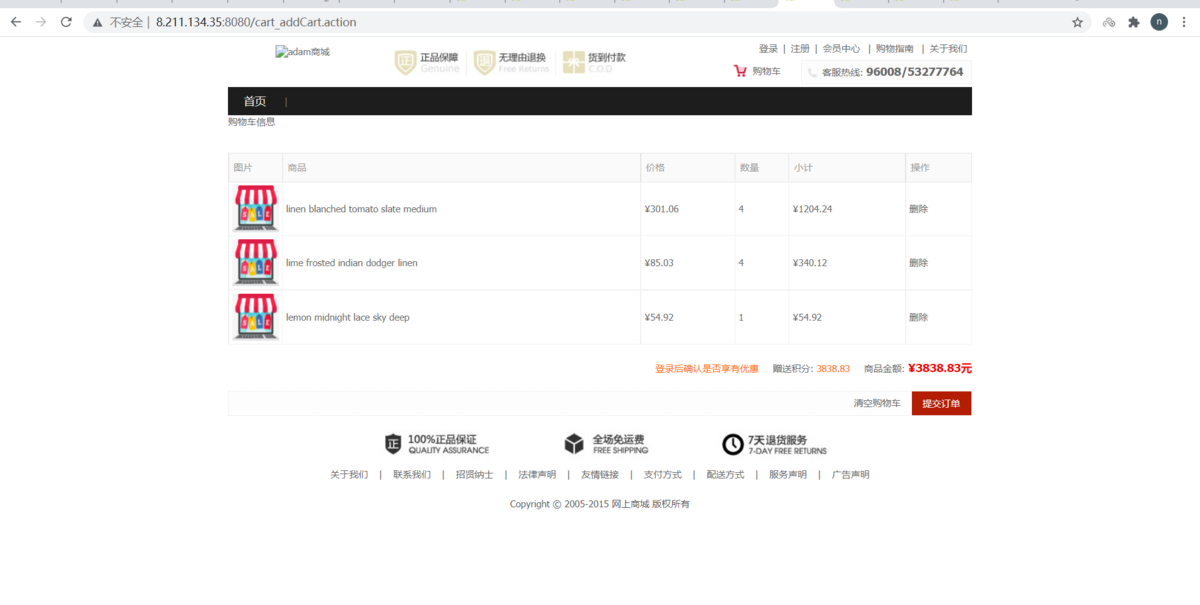 不安全 | 8.211.134.35:8080/cart_addCart.action
n
adam商城
正 正品保障 Genuine
退 无理由退换 Free Returns
货到付款 C.O.D
登录 | 注册 | 会员中心 | 购物指南 | 关于我们
购物车
客服热线: 96008/53277764
首页 |
购物车信息
图片 商品 价格 数量 小计 操作
SALE linen blanched tomato slate medium ¥301.06 4 ¥1204.24 删除
SALE lime frosted indian dodger linen ¥85.03 4 ¥340.12 删除
SALE lemon midnight lace sky deep ¥54.92 1 ¥54.92 删除
登录后确认是否享有优惠 赠送积分: 3838.83 商品金额: ¥3838.83元
清空购物车 提交订单
正 100%正品保证 QUALITY ASSURANCE
全场免运费 FREE SHIPPING
7天退货服务 7-DAY FREE RETURNS
关于我们 | 联系我们 | 招贤纳士 | 法律声明 | 友情链接 | 支付方式 | 配送方式 | 服务声明 | 广告声明
Copyright © 2005-2015 网上商城 版权所有